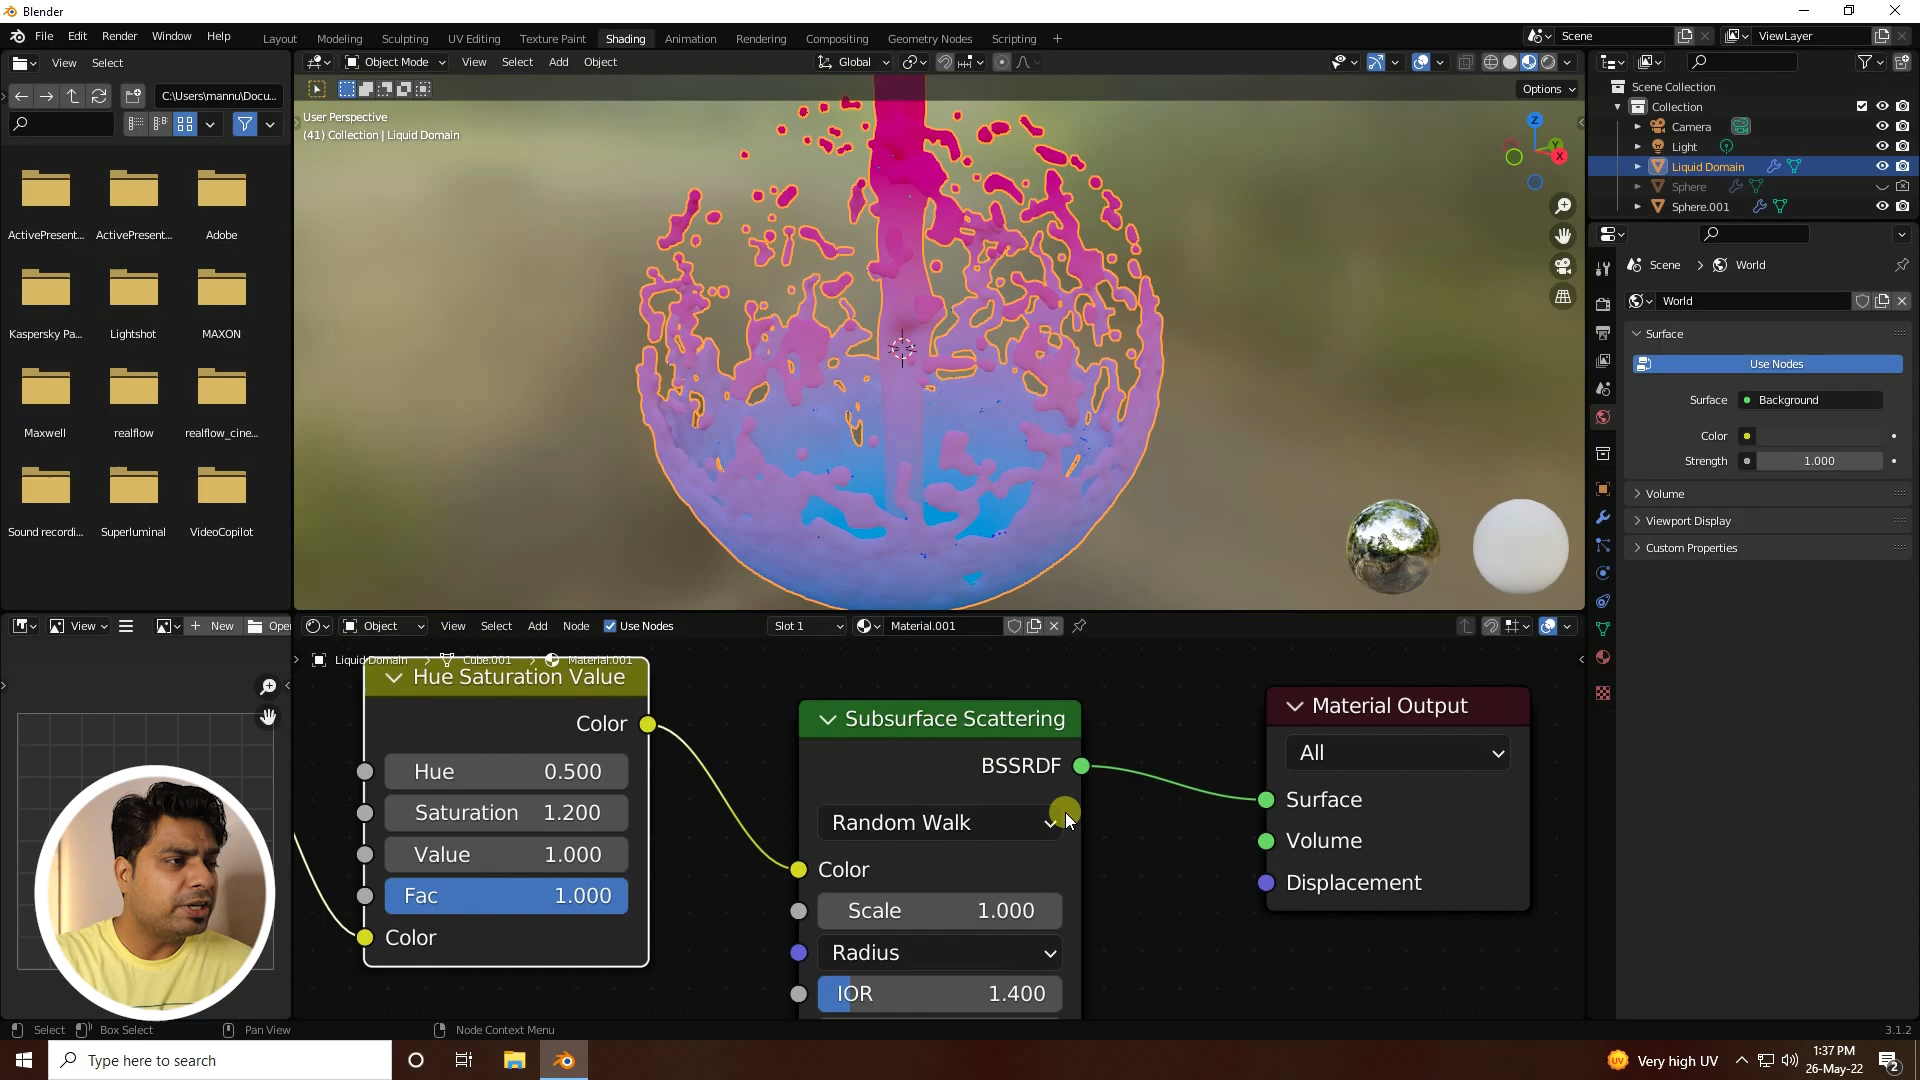 Blender
File Edit Render Window Help
Layout Modeling Sculpting UV Editing Texture Paint Shading Animation Rendering Compositing Geometry Nodes Scripting +
Scene
ViewLayer
View Select
Object Mode View Select Add Object
Global
Options
C:\Users\mannu\Docu...
ActivePresent... ActivePresent... Adobe
Kaspersky Pa... Lightshot MAXON
Maxwell realflow realflow_cine...
Sound recordi... Superluminal VideoCopilot
User Perspective
(41) Collection | Liquid Domain
Z
Y
X
Scene Collection
Collection
Camera
Light
Liquid Domain
Sphere
Sphere.001
Scene > World
World
Surface
Use Nodes
Surface Background
Color
Strength 1.000
Volume
Viewport Display
Custom Properties
View + New Open
Object View Select Add Node Use Nodes Slot 1 Material.001
Liquid Domain > Cube.001 > Material.001
Hue Saturation Value
Color
Hue 0.500
Saturation 1.200
Value 1.000
Fac 1.000
Color
Subsurface Scattering
BSSRDF
Random Walk
Color
Scale 1.000
Radius
IOR 1.400
Material Output
All
Surface
Volume
Displacement
Select Box Select Pan View Node Context Menu 3.1.2
Type here to search
UV Very high UV
1:37 PM
26-May-22
2